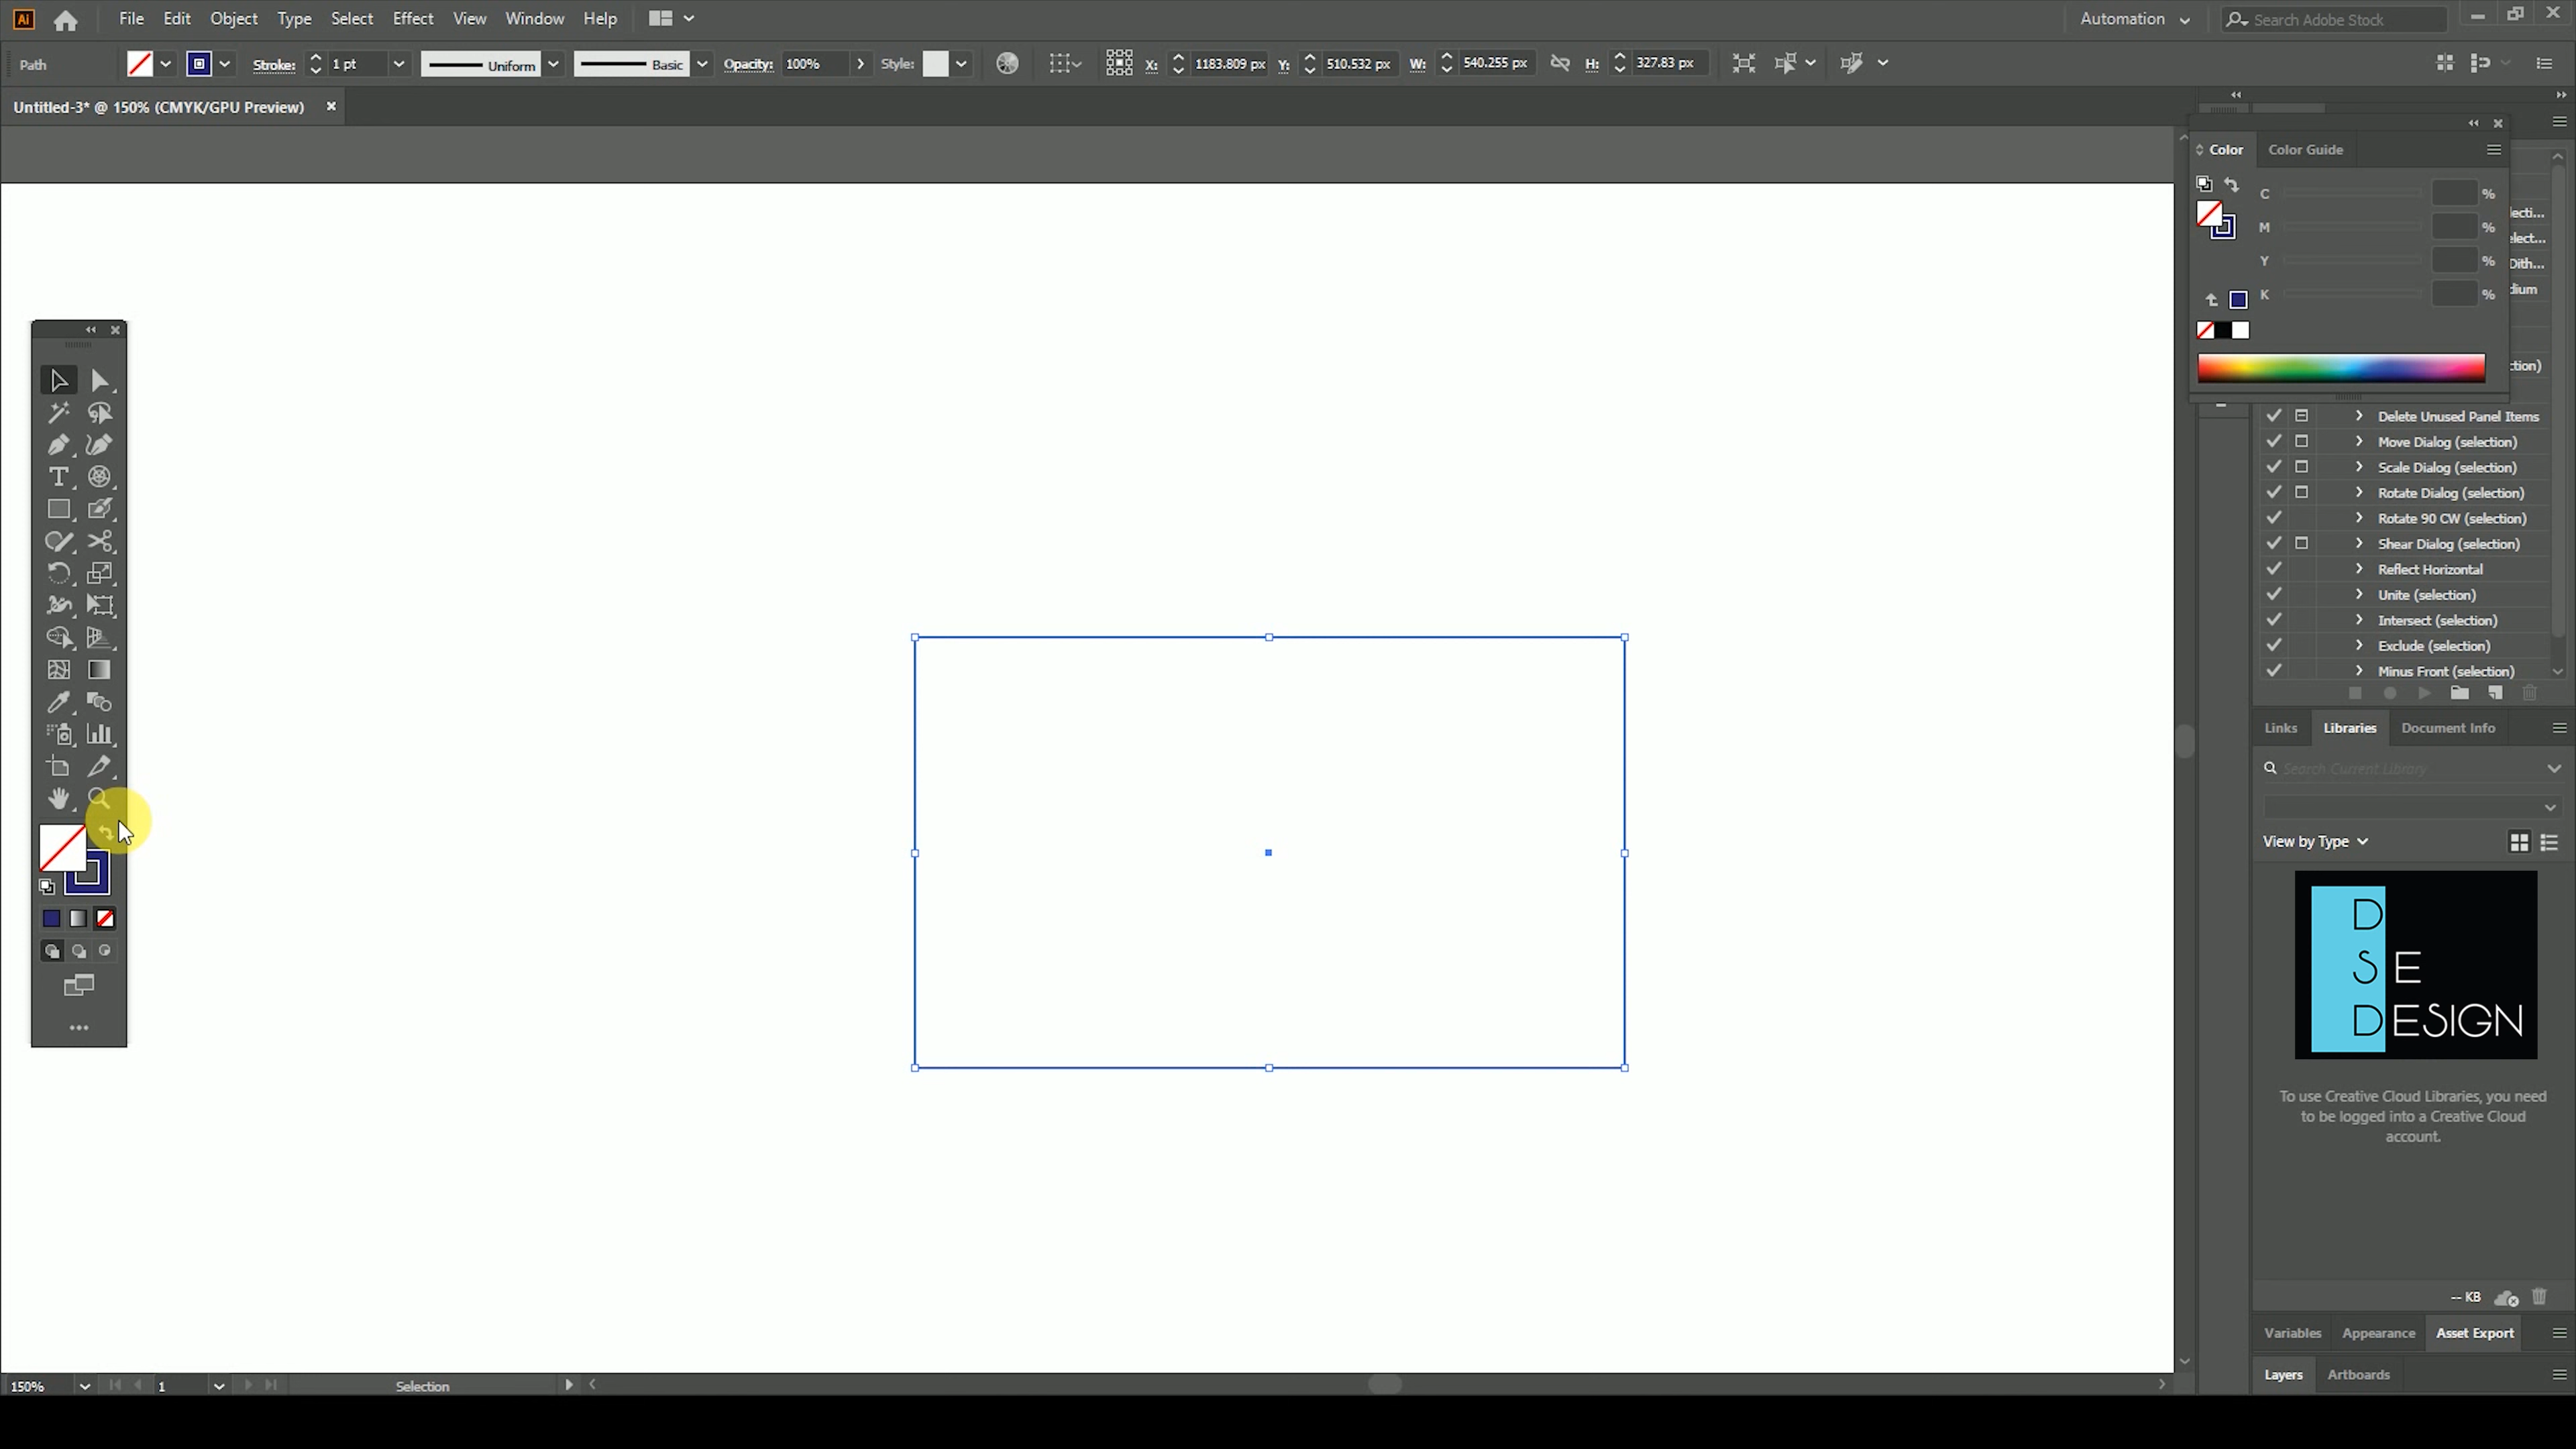 Ai File Edit Object Type Select Effect View Window Help Automation Search Adobe Stock
Path Stroke: 1 pt Uniform Basic Opacity: 100% Style: X: 1183.809 px Y: 510.532 px W: 540.255 px H: 327.83 px
Untitled-3* @ 150% (CMYK/GPU Preview)
Color Color Guide
C %
M %
Y %
K %
lecti...
elect...
Dith...
dium
ction)
Delete Unused Panel Items
Move Dialog (selection)
Scale Dialog (selection)
Rotate Dialog (selection)
Rotate 90 CW (selection)
Shear Dialog (selection)
Reflect Horizontal
Unite (selection)
Intersect (selection)
Exclude (selection)
Minus Front (selection)
Links Libraries Document Info
Search Current Library
View by Type
D
SE
DESIGN
To use Creative Cloud Libraries, you need
to be logged into a Creative Cloud
account.
-- KB
Variables Appearance Asset Export
Layers Artboards
150% 1 Selection